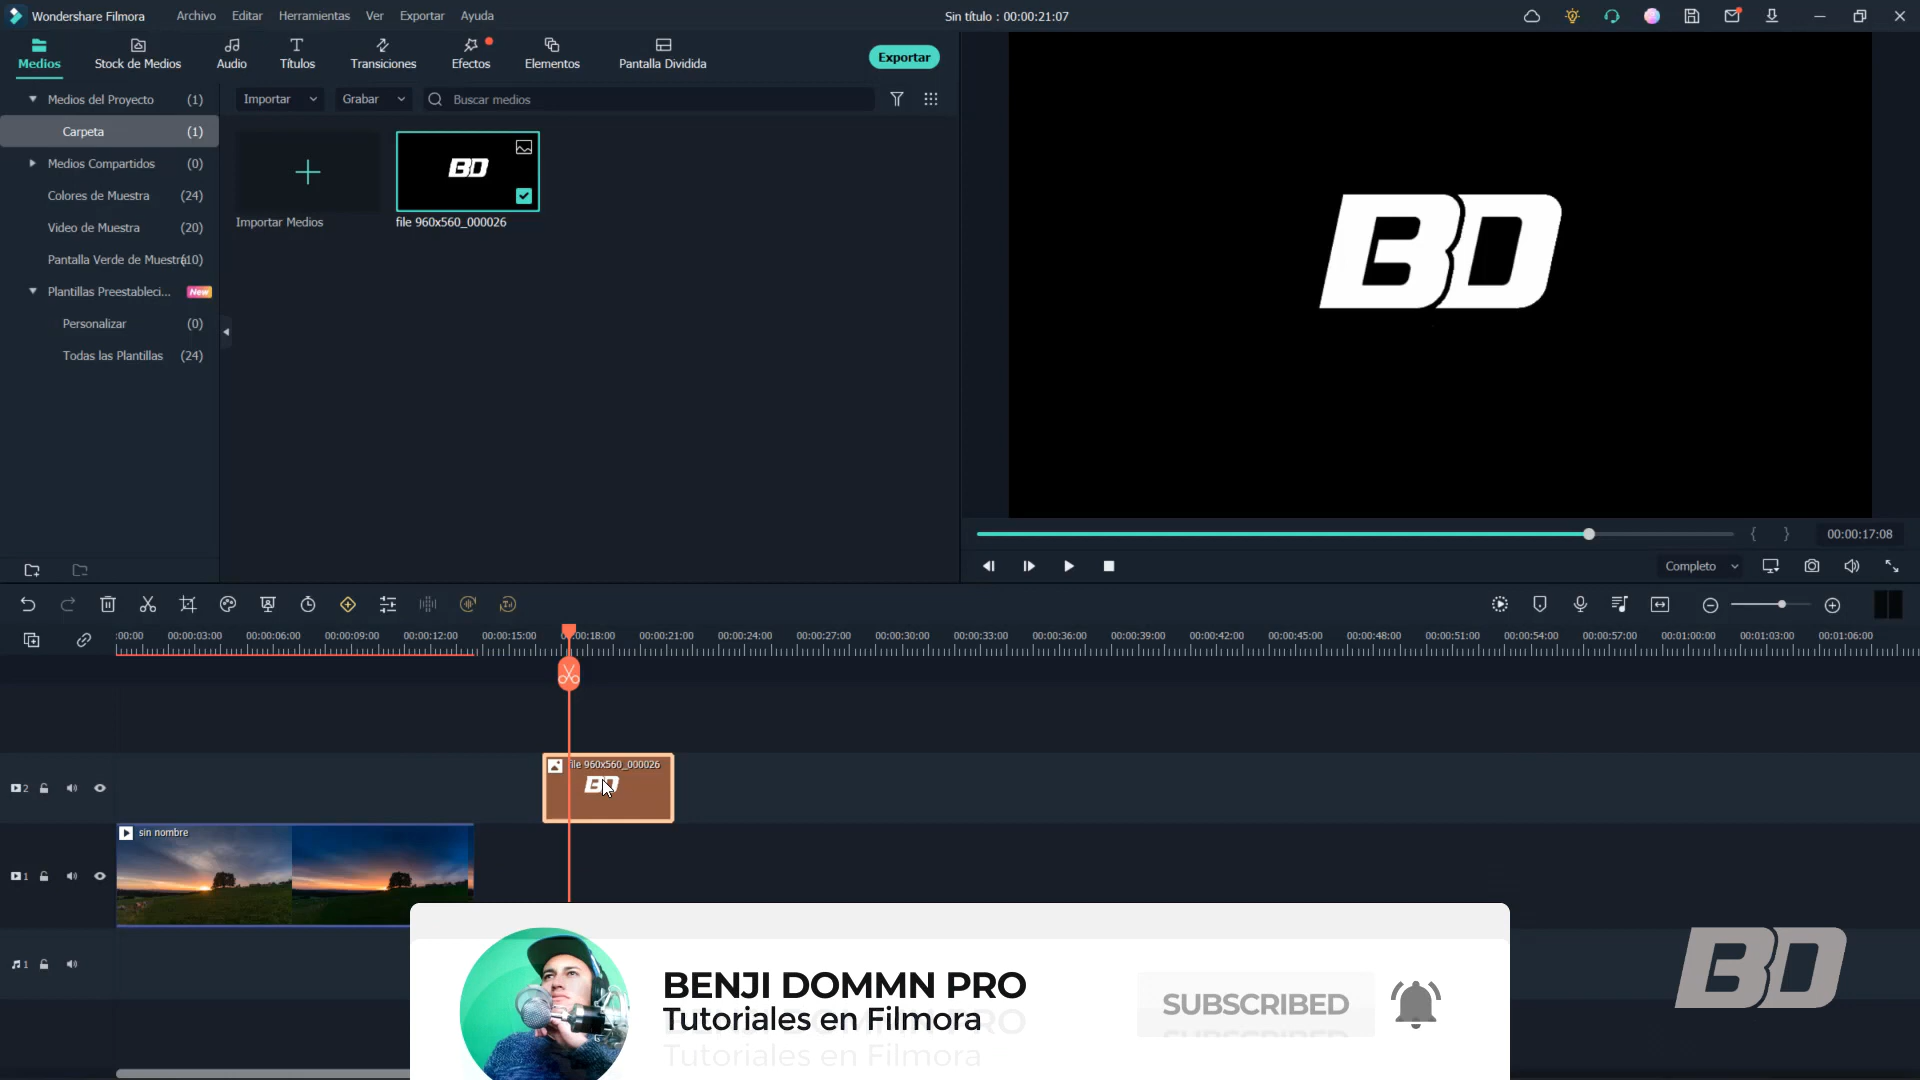 Wondershare Filmora
Archivo Editar Herramientas Ver Exportar Ayuda
Sin título : 00:00:21:07
Medios
Stock de Medios
Audio
Títulos
Transiciones
Efectos
Elementos
Pantalla Dividida
Exportar
Medios del Proyecto (1)
Carpeta (1)
Medios Compartidos (0)
Colores de Muestra (24)
Video de Muestra (20)
Pantalla Verde de Muestra (10)
Plantillas Preestableci... New
Personalizar (0)
Todas las Plantillas (24)
Importar
Grabar
Buscar medios
BD
Importar Medios
file 960x560_000026
BD
{ } 00:00:17:08
Completo
:00:00 00:00:03:00 00:00:06:00 00:00:09:00 00:00:12:00 00:00:15:00 00:00:18:00 00:00:21:00 00:00:24:00 00:00:27:00 00:00:30:00 00:00:33:00 00:00:36:00 00:00:39:00 00:00:42:00 00:00:45:00 00:00:48:00 00:00:51:00 00:00:54:00 00:00:57:00 00:01:00:00 00:01:03:00 00:01:06:00
2
file 960x560_000026
BD
1
sin nombre
1
BENJI DOMMN PRO
Tutoriales en Filmora
SUBSCRIBED
BD